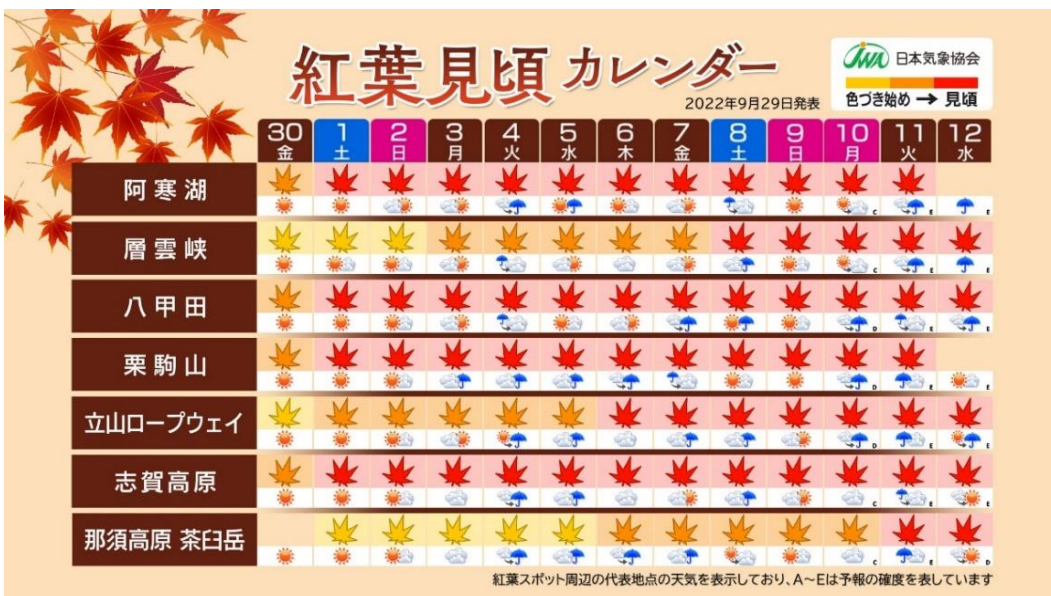 紅葉見頃カレンダー
JWA 日本気象協会
色づき始め → 見頃
2022年9月29日発表
30 1 2 3 4 5 6 7 8 9 10 11 12
金 土 日 月 火 水 木 金 土 日 月 火 水
阿寒湖
C E E
層雲峡
C E E
八甲田
D E E
栗駒山
D E E
立山ロープウェイ
D E E
志賀高原
C E E
那須高原 茶臼岳
C E D
紅葉スポット周辺の代表地点の天気を表示しており、A～Eは予報の確度を表しています